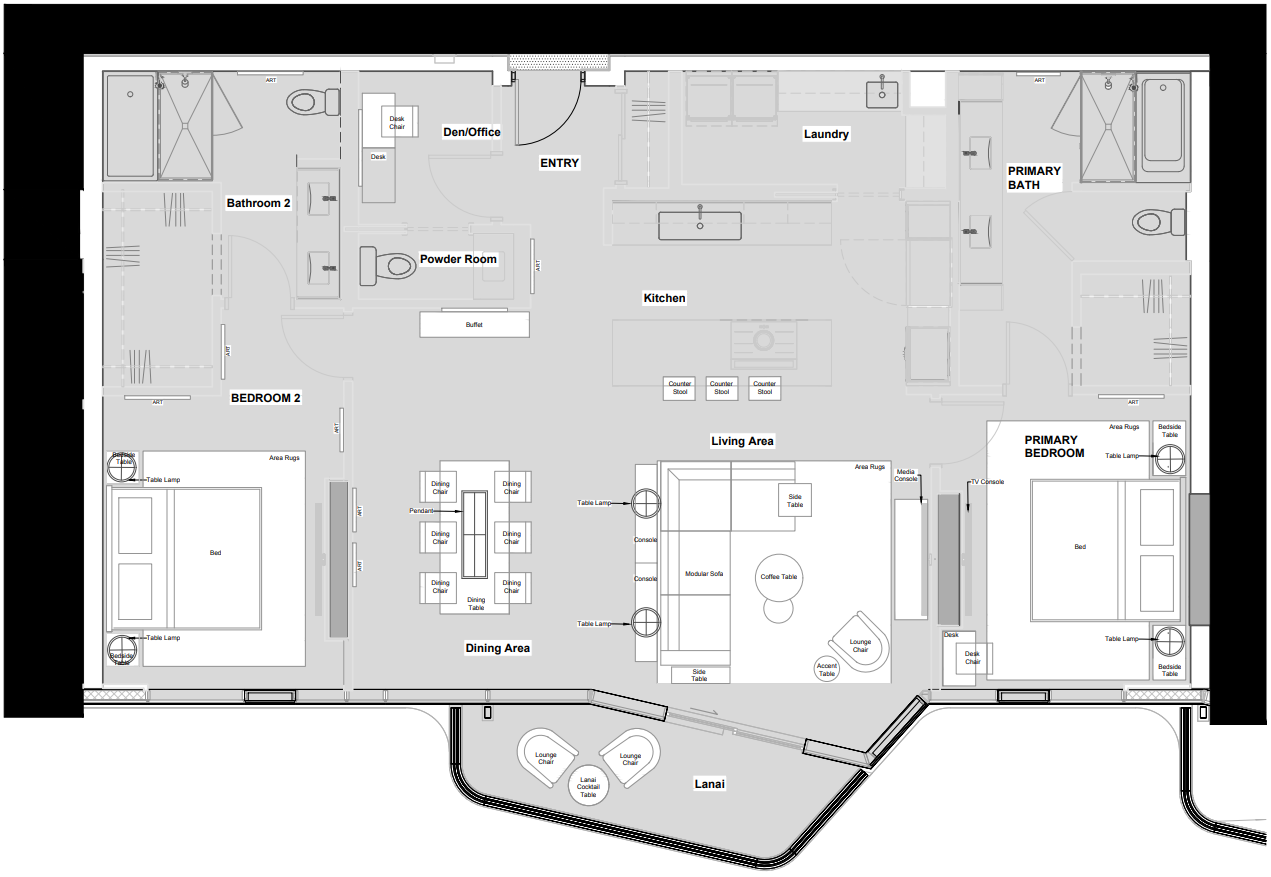 ART
ART
Desk
Chair
Den/Office
Laundry
Desk
ENTRY
PRIMARY
BATH
Bathroom 2
Powder Room
ART
Kitchen
Buffet
ART
Counter
Stool
Counter
Stool
Counter
Stool
BEDROOM 2
ART
ART
ART
Area Rugs
Bedside
Table
PRIMARY
BEDROOM
Living Area
Bedside
Table
Area Rugs
Table Lamp
Area Rugs
Table Lamp
Media
Console
TV Console
Dining
Chair
Dining
Chair
Side
Table
Table Lamp
Pendant
ART
Console
Dining
Chair
Dining
Chair
Bed
Bed
ART
Modular Sofa
Coffee Table
Console
Dining
Chair
Dining
Chair
Dining
Table
Table Lamp
Table Lamp
Bedside
Table
Dining Area
Lounge
Chair
Desk
Table Lamp
Desk
Chair
Accent
Table
Side
Table
Bedside
Table
Lounge
Chair
Lounge
Chair
Lanai
Cocktail
Table
Lanai